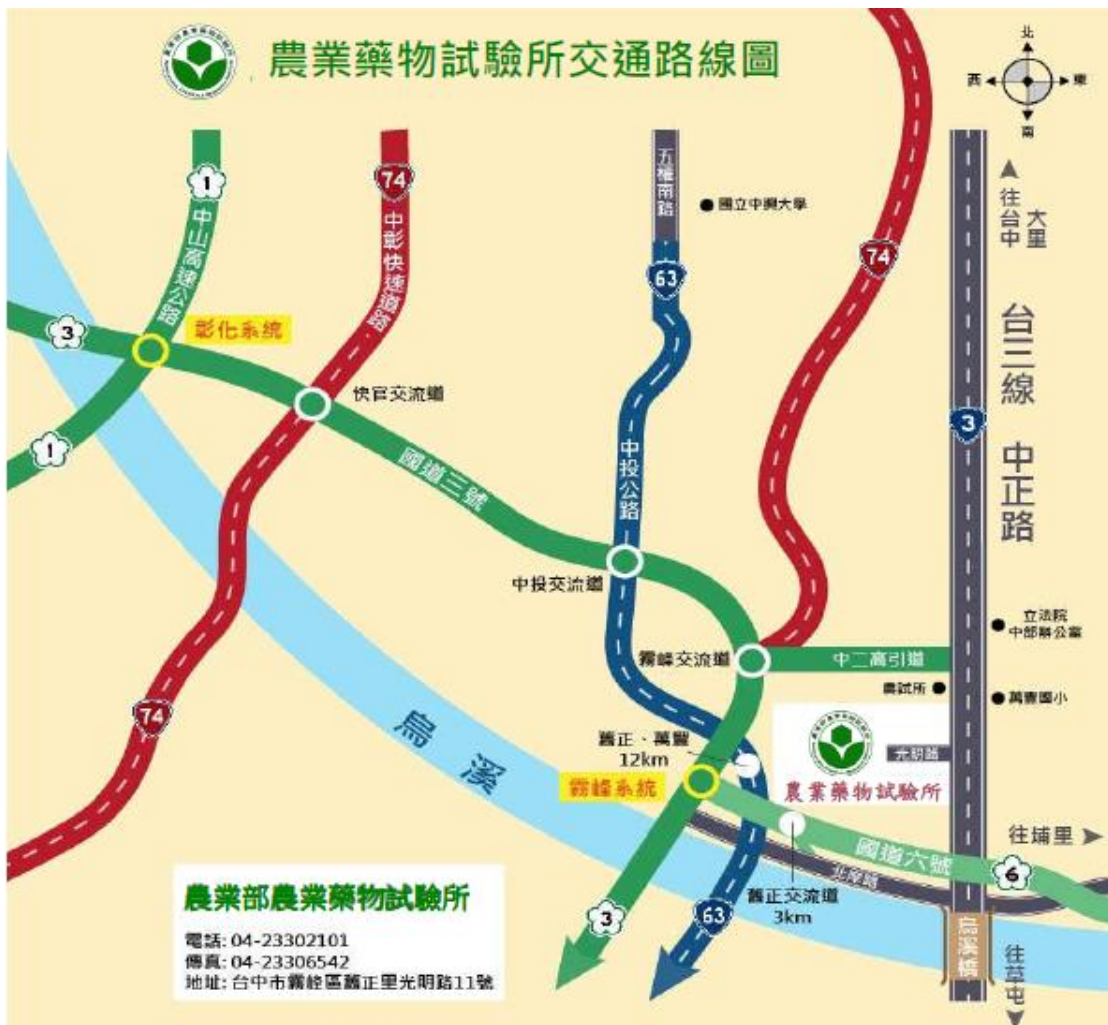 農業藥物試驗所交通路線圖
北
西
東
南
1
中山高速公路
74
中彰快速道路
五權南路
國立中興大學
63
74
往台中
大里
3
彰化系統
快官交流道
1
國道三號
中投公路
台三線 中正路
3
中投交流道
立法院
中部辦公室
霧峰交流道
中二高引道
農試所
萬豐國小
74
烏溪
舊正、萬豐
12km
光明路
霧峰系統
農業藥物試驗所
往埔里
國道六號
6
北岸路
舊正交流道
3km
3
63
烏溪橋
往草屯
農業部農業藥物試驗所
電話: 04-23302101
傳真: 04-23306542
地址: 台中市霧峰區舊正里光明路11號